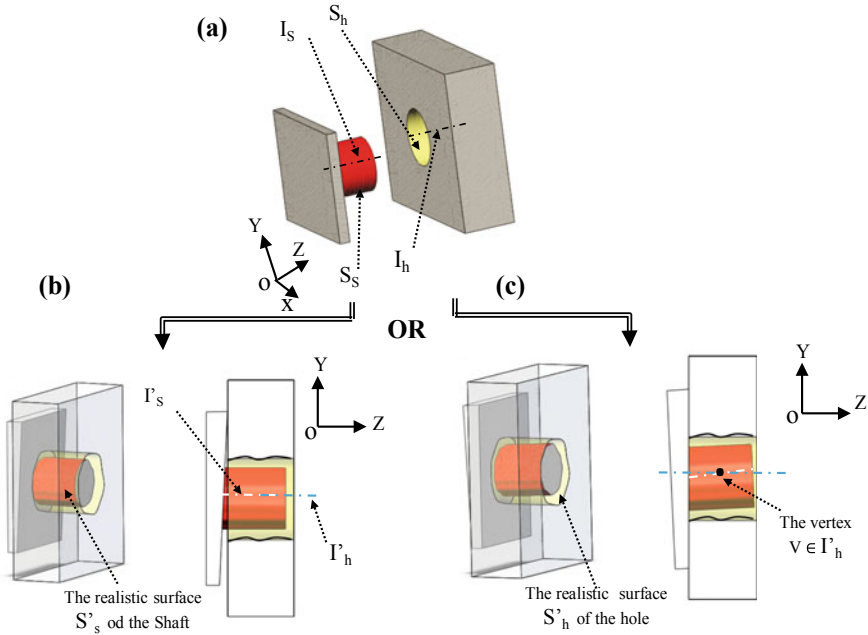 (a)
I_S
S_h
Y
Z
O
X
S_S
I_h
(b)
(c)
OR
I'_S
Y
O
Z
I'_h
The realistic surface
S'_s od the Shaft
Y
O
Z
The vertex
V ∈ I'_h
The realistic surface
S'_h of the hole